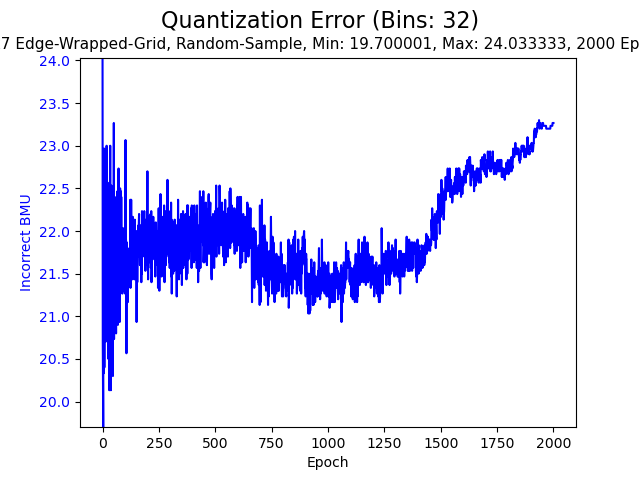 Quantization Error (Bins: 32)
7 Edge-Wrapped-Grid, Random-Sample, Min: 19.700001, Max: 24.033333, 2000 Ep
24.0
23.5
23.0
22.5
22.0
21.5
21.0
20.5
20.0
Incorrect BMU
0 250 500 750 1000 1250 1500 1750 2000
Epoch